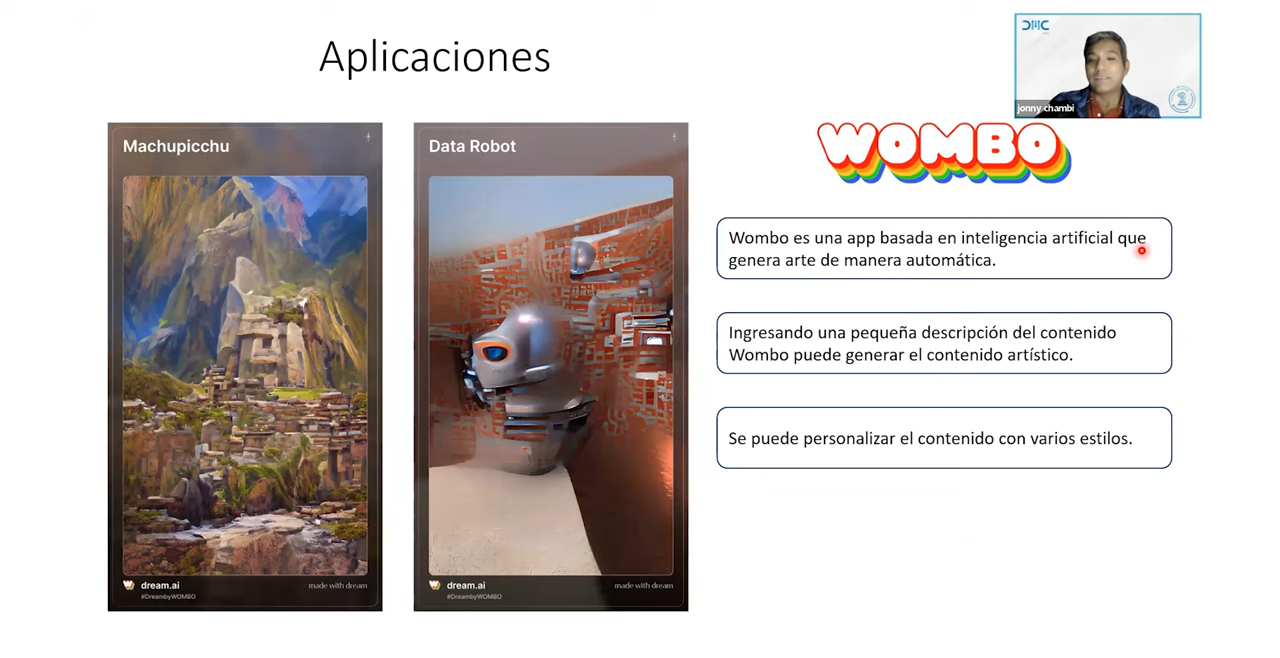 Aplicaciones
DMC
jonny chambi
Machupicchu
dream.ai
#DreambyWOMBO
made with dream
Data Robot
dream.ai
#DreambyWOMBO
made with dream
WOMBO
Wombo es una app basada en inteligencia artificial que
genera arte de manera automática.
Ingresando una pequeña descripción del contenido
Wombo puede generar el contenido artístico.
Se puede personalizar el contenido con varios estilos.